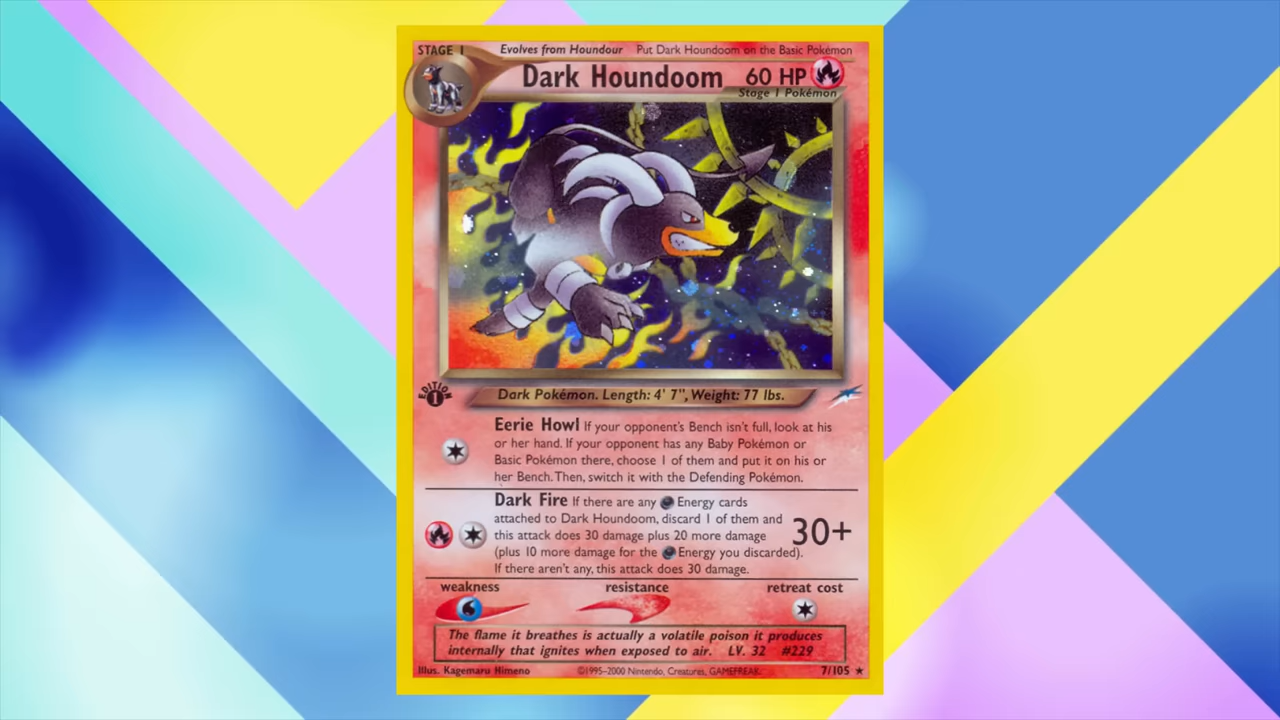 STAGE 1 Evolves from Houndour Put Dark Houndoom on the Basic Pokémon
Dark Houndoom 60 HP
Stage 1 Pokémon
EDITION
1
Dark Pokémon. Length: 4' 7", Weight: 77 lbs.
Eerie Howl If your opponent's Bench isn't full, look at his
or her hand. If your opponent has any Baby Pokémon or
Basic Pokémon there, choose 1 of them and put it on his or
her Bench. Then, switch it with the Defending Pokémon.
Dark Fire If there are any Energy cards
attached to Dark Houndoom, discard 1 of them and
this attack does 30 damage plus 20 more damage
(plus 10 more damage for the Energy you discarded).
If there aren't any, this attack does 30 damage.
30+
weakness resistance retreat cost
The flame it breathes is actually a volatile poison it produces
internally that ignites when exposed to air. LV. 32 #229
Illus. Kagemaru Himeno ©1995-2000 Nintendo, Creatures, GAMEFREAK. 7/105 ★